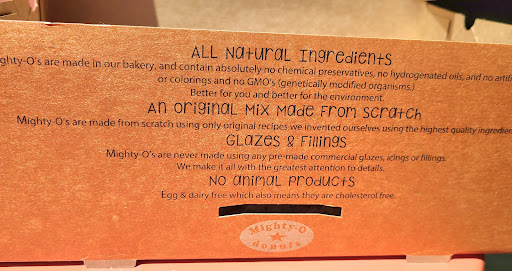 ALL Natural Ingredients
ghty-O's are made in our bakery, and contain absolutely no chemical preservatives, no hydrogenated oils, and no artifi
or colorings and no GMO's (genetically modified organisms.)
Better for you and better for the environment.
An Original Mix Made From Scratch
Mighty-O's are made from scratch using only original recipes we invented ourselves using the highest quality ingredie
Glazes & Fillings
Mighty-O's are never made using any pre-made commercial glazes, icings or fillings.
We make it all with the greatest attention to details.
No Animal Products
Egg & dairy free which also means they are cholesterol free.
Mighty-O
donuts